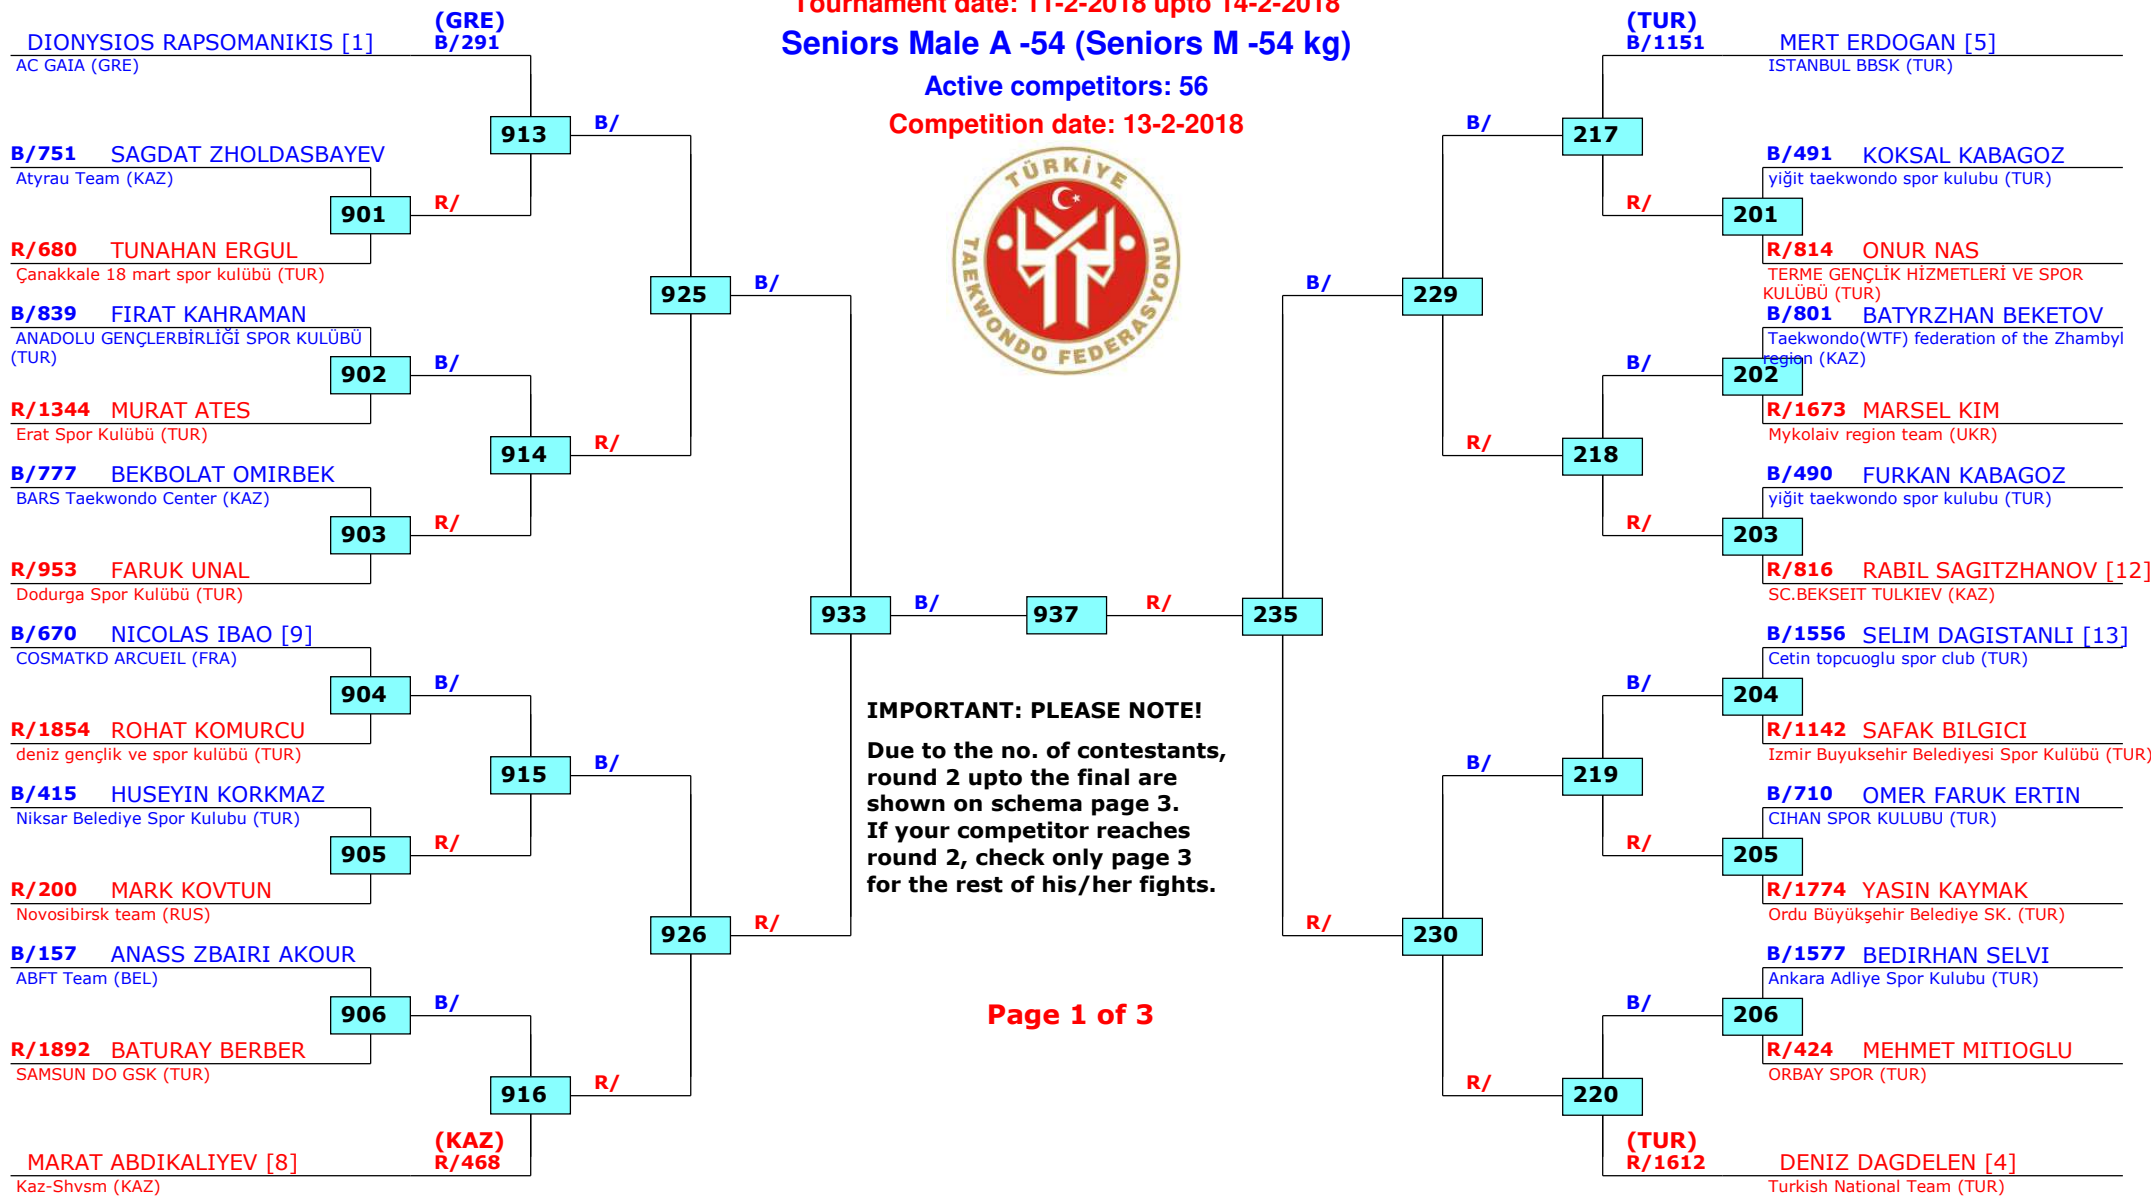 Tournament date: 11-2-2018 upto 14-2-2018
Seniors Male A -54 (Seniors M -54 kg)
Active competitors: 56
Competition date: 13-2-2018
TÜRKİYE
TAEKWONDO FEDERASYONU
(GRE)
DIONYSIOS RAPSOMANIKIS [1] B/291
AC GAIA (GRE)
913
B/
B/751 SAGDAT ZHOLDASBAYEV
Atyrau Team (KAZ)
901
R/
R/680 TUNAHAN ERGUL
Çanakkale 18 mart spor kulübü (TUR)
925
B/
B/839 FIRAT KAHRAMAN
ANADOLU GENÇLERBİRLİĞİ SPOR KULÜBÜ
(TUR)
902
B/
R/1344 MURAT ATES
Erat Spor Kulübü (TUR)
914
R/
B/777 BEKBOLAT OMIRBEK
BARS Taekwondo Center (KAZ)
903
R/
R/953 FARUK UNAL
Dodurga Spor Kulübü (TUR)
933
B/
937
R/
235
B/670 NICOLAS IBAO [9]
COSMATKD ARCUEIL (FRA)
904
B/
R/1854 ROHAT KOMURCU
deniz gençlik ve spor kulübü (TUR)
915
B/
B/415 HUSEYIN KORKMAZ
Niksar Belediye Spor Kulubu (TUR)
905
R/
R/200 MARK KOVTUN
Novosibirsk team (RUS)
926
R/
B/157 ANASS ZBAIRI AKOUR
ABFT Team (BEL)
906
B/
R/1892 BATURAY BERBER
SAMSUN DO GSK (TUR)
916
R/
(KAZ)
MARAT ABDIKALIYEV [8] R/468
Kaz-Shvsm (KAZ)
IMPORTANT: PLEASE NOTE!
Due to the no. of contestants,
round 2 upto the final are
shown on schema page 3.
If your competitor reaches
round 2, check only page 3
for the rest of his/her fights.
Page 1 of 3
(TUR)
B/1151 MERT ERDOGAN [5]
ISTANBUL BBSK (TUR)
B/
217
B/491 KOKSAL KABAGOZ
yiğit taekwondo spor kulubu (TUR)
R/
201
R/814 ONUR NAS
TERME GENÇLİK HİZMETLERİ VE SPOR
KULÜBÜ (TUR)
B/
229
B/801 BATYRZHAN BEKETOV
Taekwondo(WTF) federation of the Zhambyl
region (KAZ)
B/
202
R/1673 MARSEL KIM
Mykolaiv region team (UKR)
R/
218
B/490 FURKAN KABAGOZ
yiğit taekwondo spor kulubu (TUR)
R/
203
R/816 RABIL SAGITZHANOV [12]
SC.BEKSEIT TULKIEV (KAZ)
B/1556 SELIM DAGISTANLI [13]
Cetin topcuoglu spor club (TUR)
B/
204
R/1142 SAFAK BILGICI
Izmir Buyuksehir Belediyesi Spor Kulübü (TUR)
B/
219
B/710 OMER FARUK ERTIN
CIHAN SPOR KULUBU (TUR)
R/
205
R/1774 YASIN KAYMAK
Ordu Büyükşehir Belediye SK. (TUR)
R/
230
B/1577 BEDIRHAN SELVI
Ankara Adliye Spor Kulubu (TUR)
B/
206
R/424 MEHMET MITIOGLU
ORBAY SPOR (TUR)
R/
220
(TUR)
R/1612 DENIZ DAGDELEN [4]
Turkish National Team (TUR)